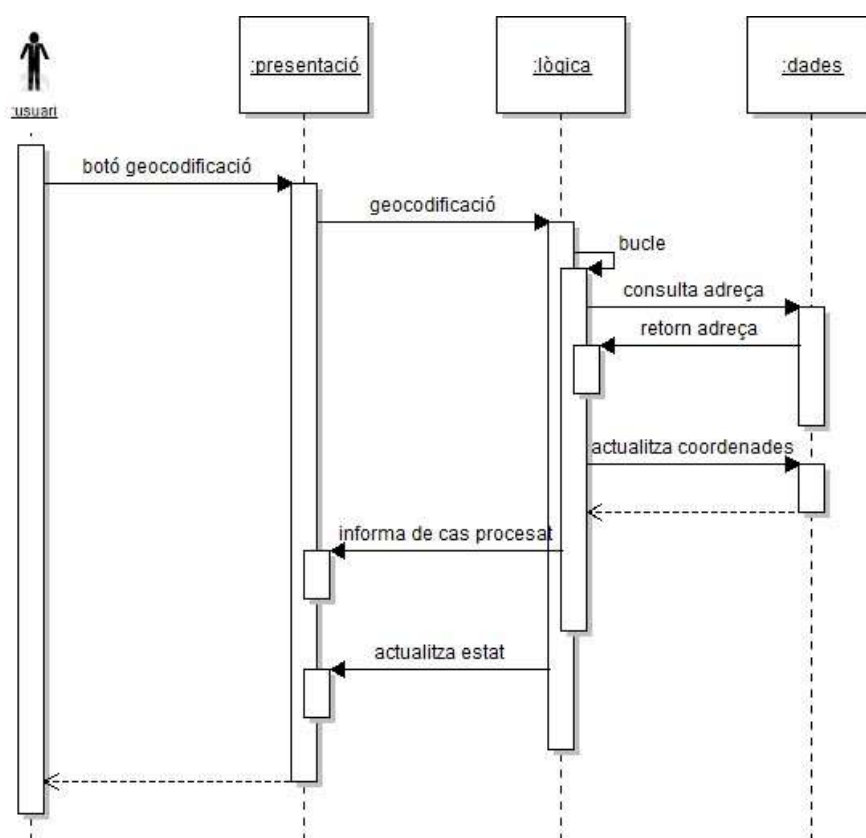 :usuari
:presentació
:lògica
:dades
botó geocodificació
geocodificació
bucle
consulta adreça
retorn adreça
actualitza coordenades
informa de cas procesat
actualitza estat